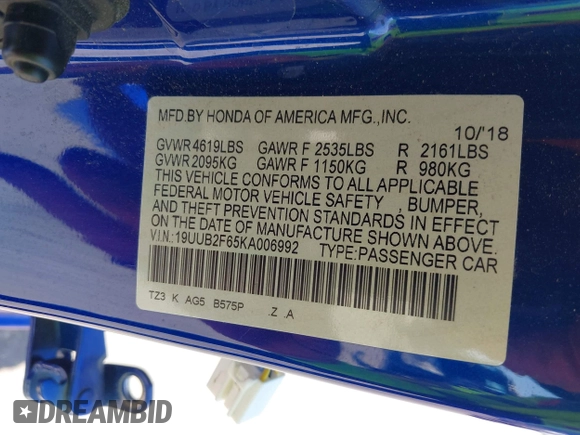 MFD.BY HONDA OF AMERICA MFG.,INC.
10/'18
GVWR 4619LBS GAWR F 2535LBS R 2161LBS
GVWR 2095KG GAWR F 1150KG R 980KG
THIS VEHICLE CONFORMS TO ALL APPLICABLE
FEDERAL MOTOR VEHICLE SAFETY , BUMPER,
AND THEFT PREVENTION STANDARDS IN EFFECT
ON THE DATE OF MANUFACTURE SHOWN ABOVE.
V.I.N.:19UUB2F65KA006992 TYPE:PASSENGER CAR
TZ3 K AG5 B575P .Z .A
DREAMBID